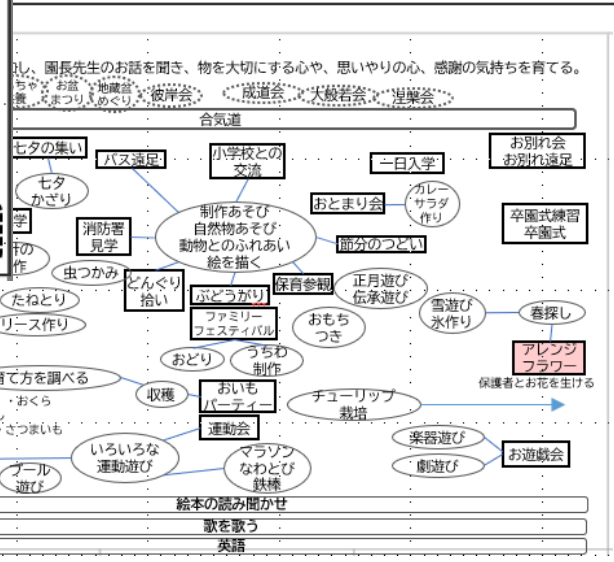 し、園長先生のお話を聞き、物を大切にする心や、思いやりの心、感謝の気持ちを育てる。
ちゃ
養
お盆
まつり
地蔵盆
めぐり
彼岸会
成道会
大般若会
涅槃会
合気道
七夕の集い
バス遠足
小学校との
交流
一日入学
お別れ会
お別れ遠足
七夕
かざり
おとまり会
カレー
サラダ
作り
学
消防署
見学
制作あそび
自然物あそび
動物とのふれあい
絵を描く
節分のつどい
卒園式練習
卒園式
の
作
虫つかみ
どんぐり
拾い
ぶどうがり
保育参観
正月遊び
伝承遊び
たねとり
リース作り
ファミリー
フェスティバル
おもち
つき
雪遊び
氷作り
春探し
おどり
うちわ
制作
アレンジ
フラワー
保護者とお花を生ける
育て方を調べる
・おくら
・さつまいも
収穫
おいも
パーティー
チューリップ
栽培
運動会
いろいろな
運動遊び
マラソン
なわとび
鉄棒
楽器遊び
劇遊び
お遊戯会
プール
遊び
絵本の読み聞かせ
歌を歌う
英語